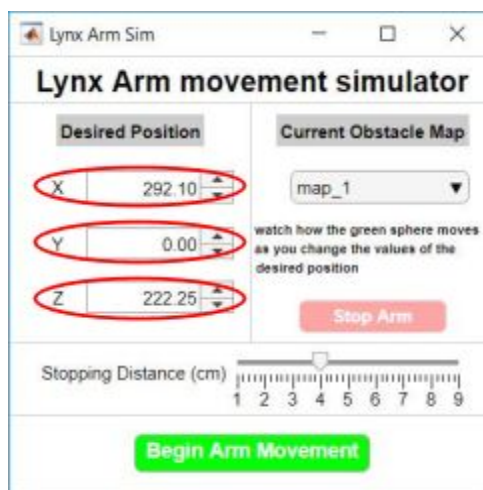 Lynx Arm Sim
Lynx Arm movement simulator
Desired Position
X 292.10
Y 0.00
Z 222.25
Current Obstacle Map
map_1
watch how the green sphere moves
as you change the values of the
desired position
Stop Arm
Stopping Distance (cm)
1 2 3 4 5 6 7 8 9
Begin Arm Movement